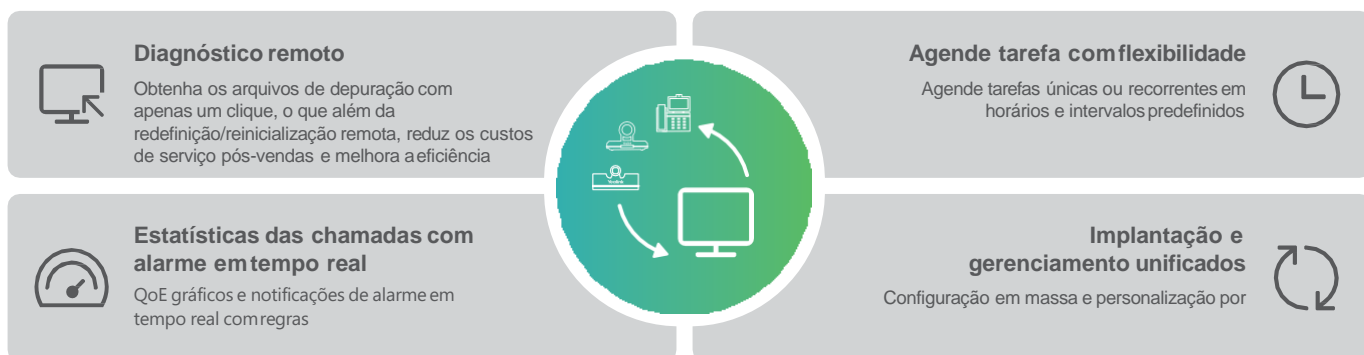 Diagnóstico remoto
Obtenha os arquivos de depuração com
apenas um clique, o que além da
redefinição/reinicialização remota, reduz os custos
de serviço pós-vendas e melhora a eficiência
Agende tarefa com flexibilidade
Agende tarefas únicas ou recorrentes em
horários e intervalos predefinidos
Yealink
Estatísticas das chamadas com
alarme em tempo real
QoE gráficos e notificações de alarme em
tempo real com regras
Implantação e
gerenciamento unificados
Configuração em massa e personalização por